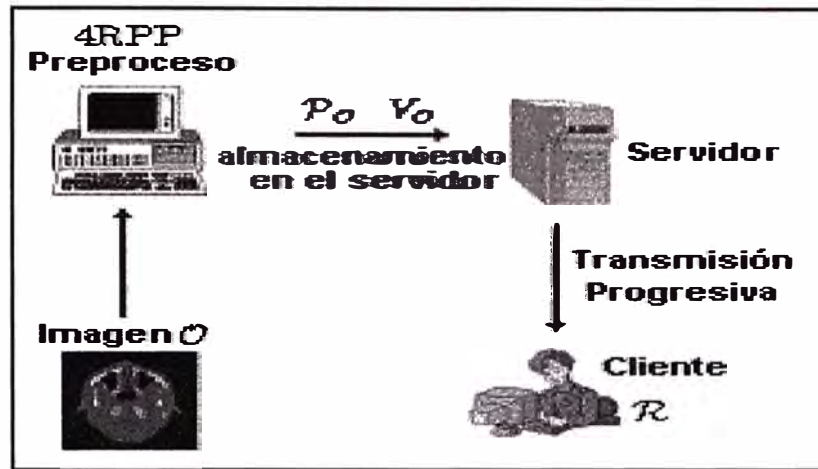 4RPP
Preproceso
𝒫𝒪 𝒱𝒪
almacenamiento
en el servidor
Servidor
Transmisión
Progresiva
Imagen 𝒪
Cliente
ℛ